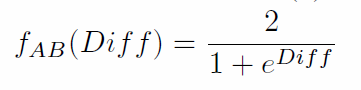 f_{AB}(Diff) = \frac{2}{1 + e^{Diff}}